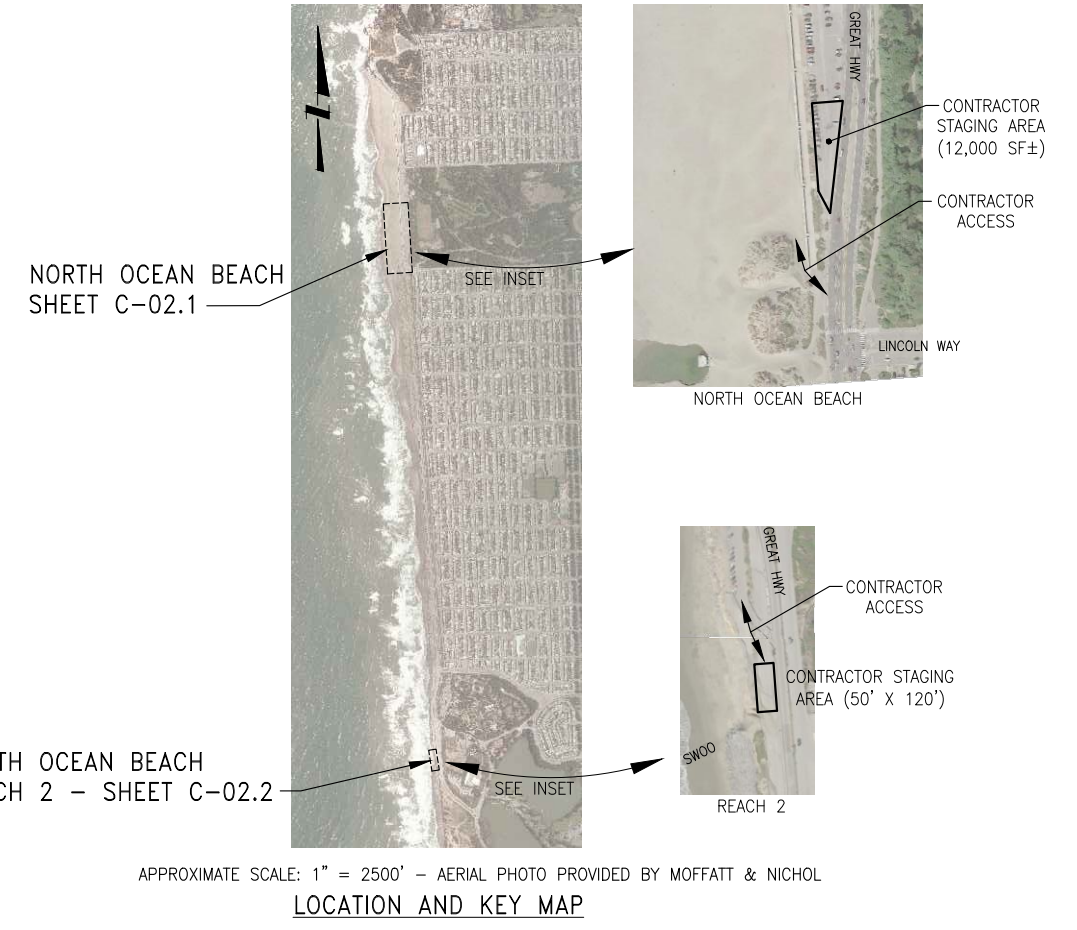 NORTH OCEAN BEACH
SHEET C-02.1
SEE INSET
GREAT HWY
CONTRACTOR
STAGING AREA
(12,000 SF±)
CONTRACTOR
ACCESS
LINCOLN WAY
NORTH OCEAN BEACH
TH OCEAN BEACH
CH 2 - SHEET C-02.2
SEE INSET
GREAT HWY
CONTRACTOR
ACCESS
CONTRACTOR STAGING
AREA (50' X 120')
SWOO
REACH 2
APPROXIMATE SCALE: 1" = 2500' - AERIAL PHOTO PROVIDED BY MOFFATT & NICHOL
LOCATION AND KEY MAP